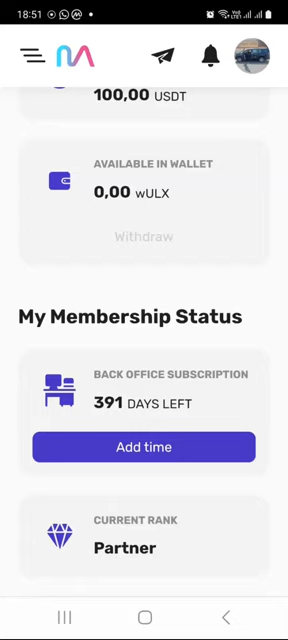 18:51
100,00 USDT
AVAILABLE IN WALLET
0,00 wULX
Withdraw
My Membership Status
BACK OFFICE SUBSCRIPTION
391 DAYS LEFT
Add time
CURRENT RANK
Partner